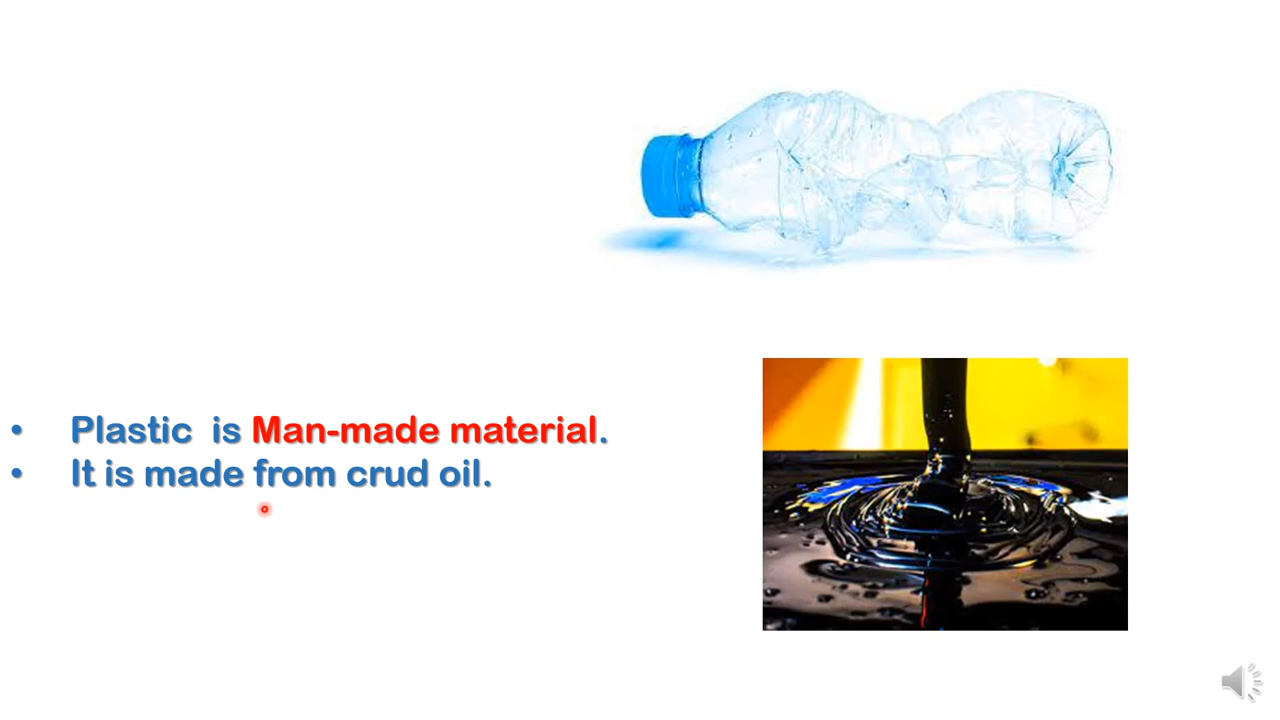 • Plastic is Man-made material.
• It is made from crud oil.